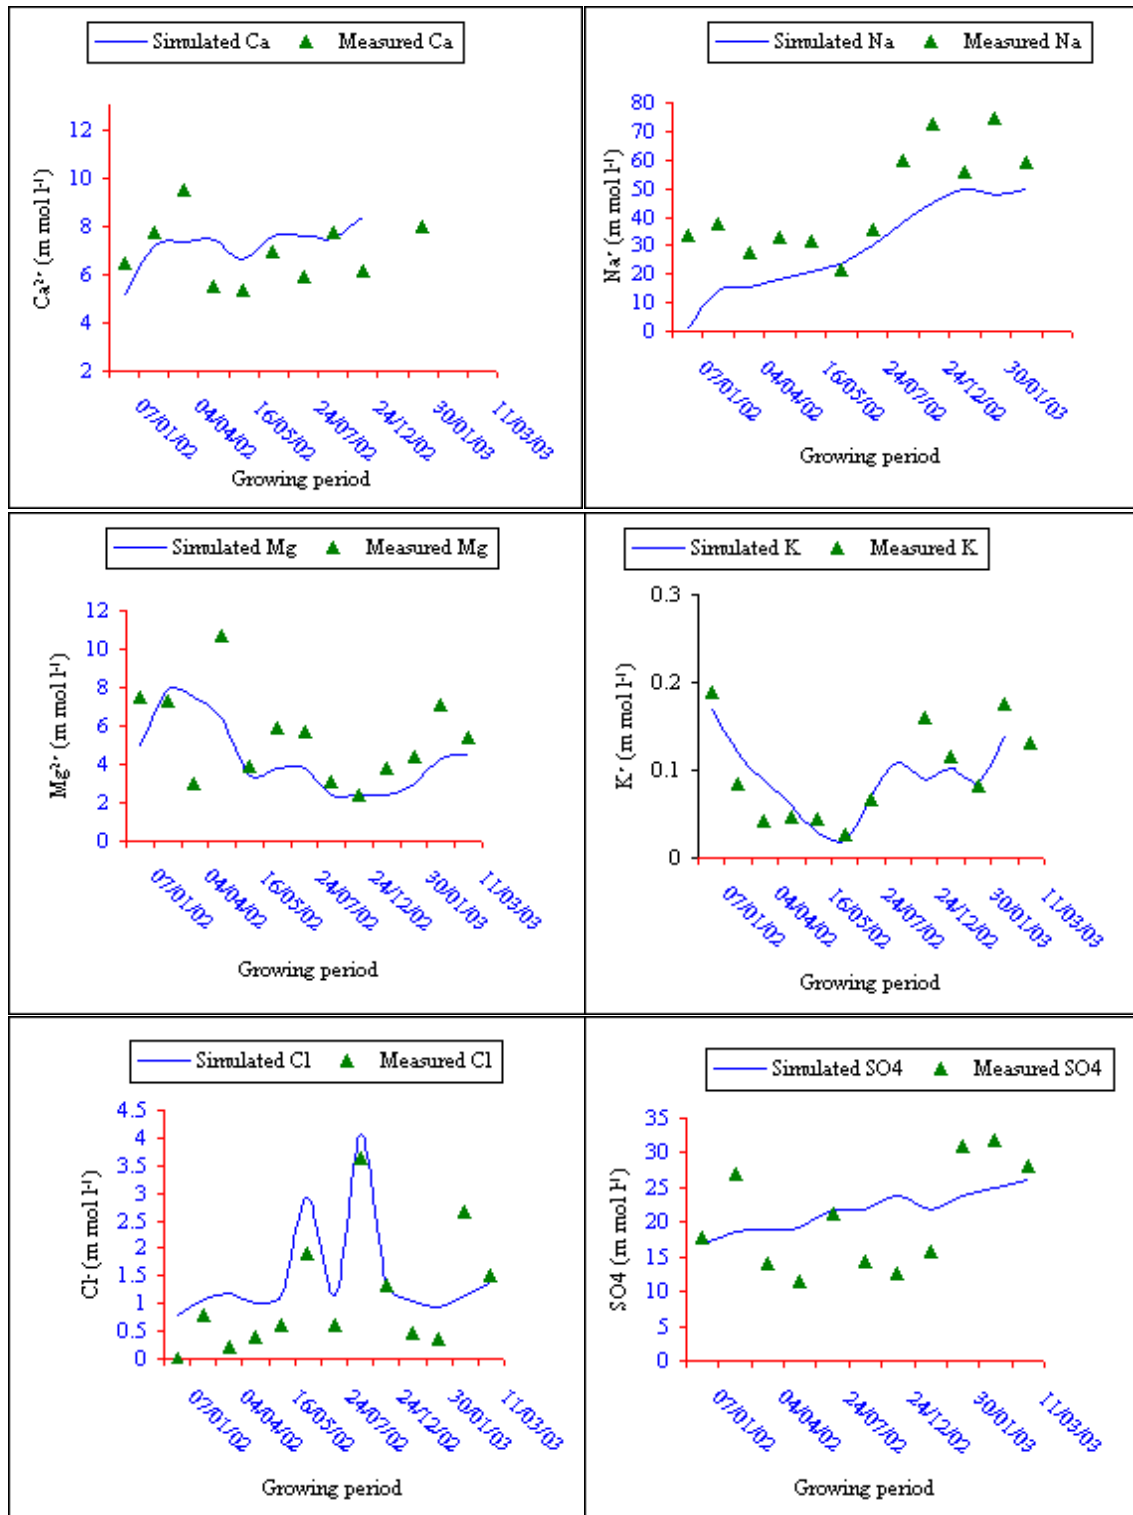 Simulated Ca Measured Ca
12
10
8
6
4
2
Ca²⁺ (m mol l⁻¹)
07/01/02 04/04/02 16/05/02 24/07/02 24/12/02 30/01/03 11/03/03
Growing period
Simulated Na Measured Na
80
70
60
50
40
30
20
10
0
Na⁺ (m mol l⁻¹)
07/01/02 04/04/02 16/05/02 24/07/02 24/12/02 30/01/03
Growing period
Simulated Mg Measured Mg
12
10
8
6
4
2
0
Mg²⁺ (m mol l⁻¹)
07/01/02 04/04/02 16/05/02 24/07/02 24/12/02 30/01/03 11/03/03
Growing period
Simulated K Measured K
0.3
0.2
0.1
0
K⁺ (m mol l⁻¹)
07/01/02 04/04/02 16/05/02 24/07/02 24/12/02 30/01/03 11/03/03
Growing period
Simulated Cl Measured Cl
4.5
4
3.5
3
2.5
2
1.5
1
0.5
0
Cl⁻ (m mol l⁻¹)
07/01/02 04/04/02 16/05/02 24/07/02 24/12/02 30/01/03 11/03/03
Growing period
Simulated SO4 Measured SO4
35
30
25
20
15
10
5
0
SO4 (m mol l⁻¹)
07/01/02 04/04/02 24/07/02 24/12/02 30/01/03 11/03/03
Growing period